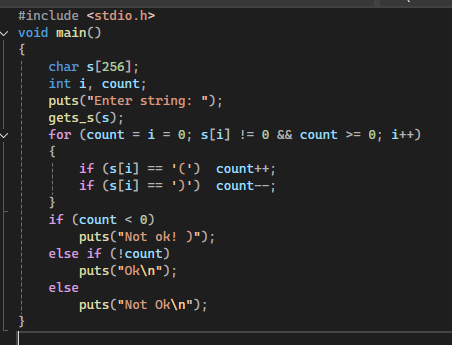 #include <stdio.h>
void main()
{
    char s[256];
    int i, count;
    puts("Enter string: ");
    gets_s(s);
    for (count = i = 0; s[i] != 0 && count >= 0; i++)
    {
        if (s[i] == '(')  count++;
        if (s[i] == ')')  count--;
    }
    if (count < 0)
        puts("Not ok! )");
    else if (!count)
        puts("Ok\n");
    else
        puts("Not Ok\n");
}